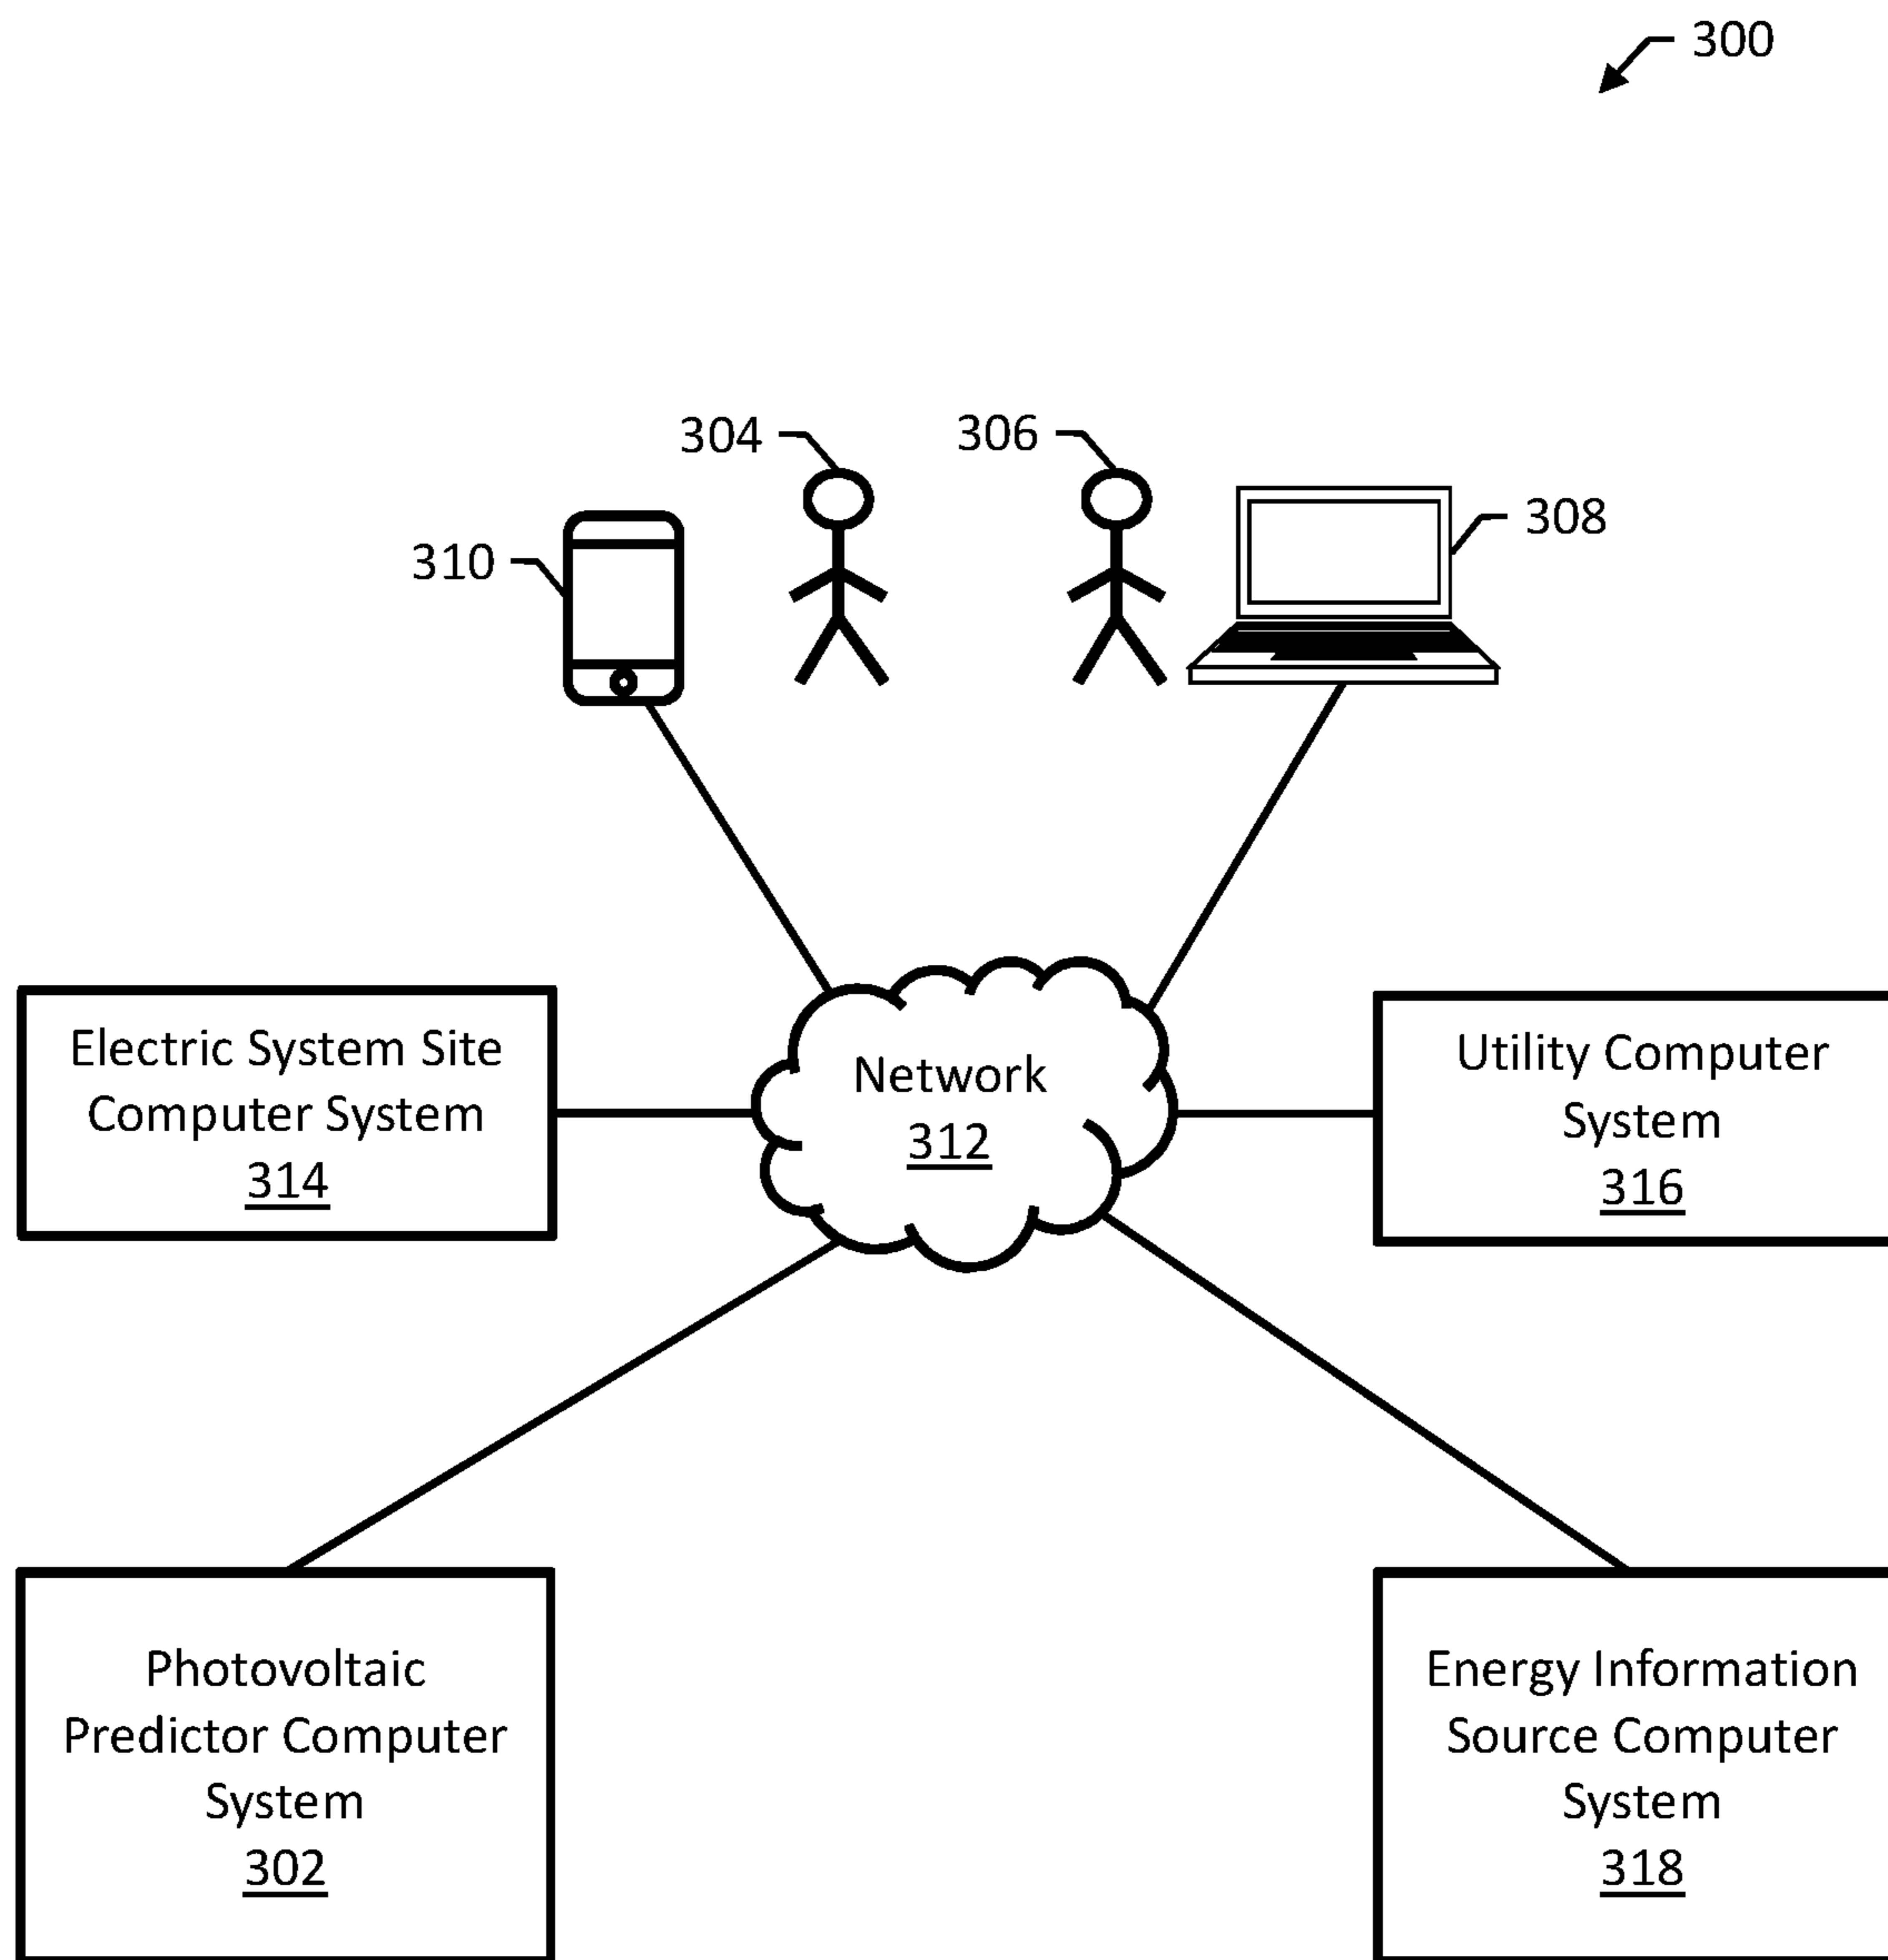 300
304
306
308
310
Electric System Site
Computer System
314
Network
312
Utility Computer
System
316
Photovoltaic
Predictor Computer
System
302
Energy Information
Source Computer
System
318